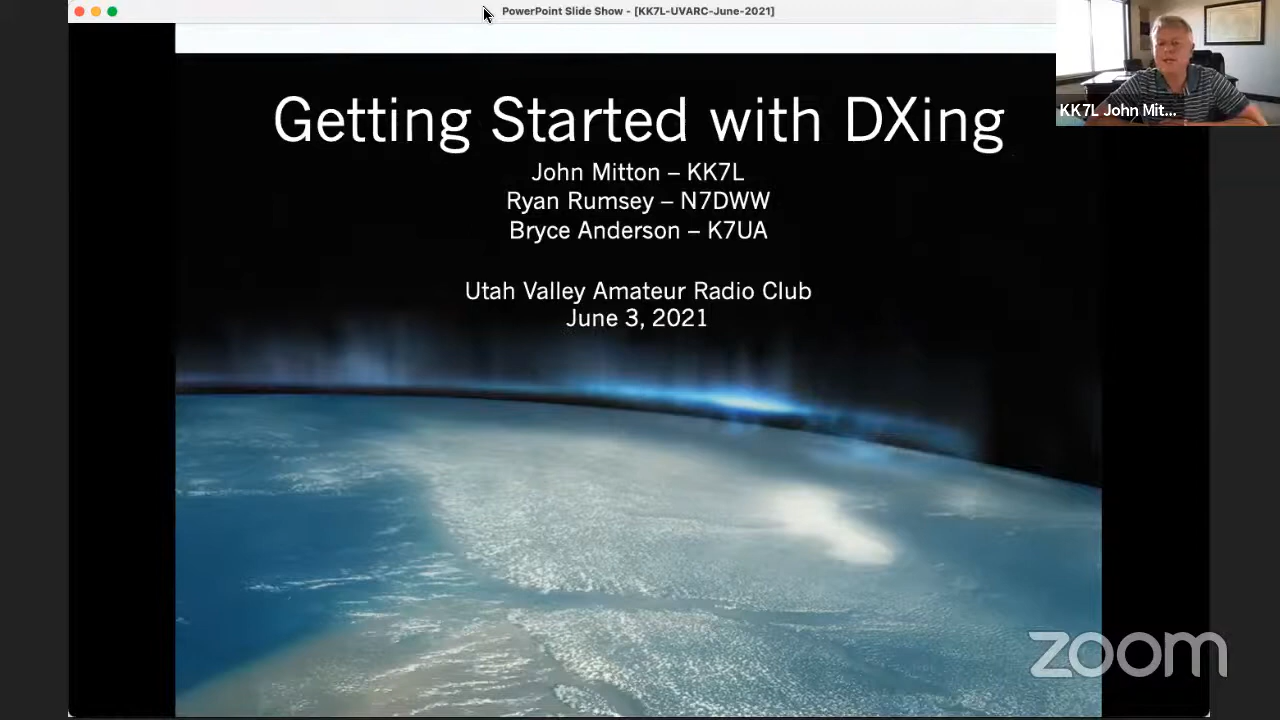 PowerPoint Slide Show - [KK7L-UVARC-June-2021]
Getting Started with DXing
John Mitton – KK7L
Ryan Rumsey – N7DWW
Bryce Anderson – K7UA
Utah Valley Amateur Radio Club
June 3, 2021
KK7L John Mit...
zoom